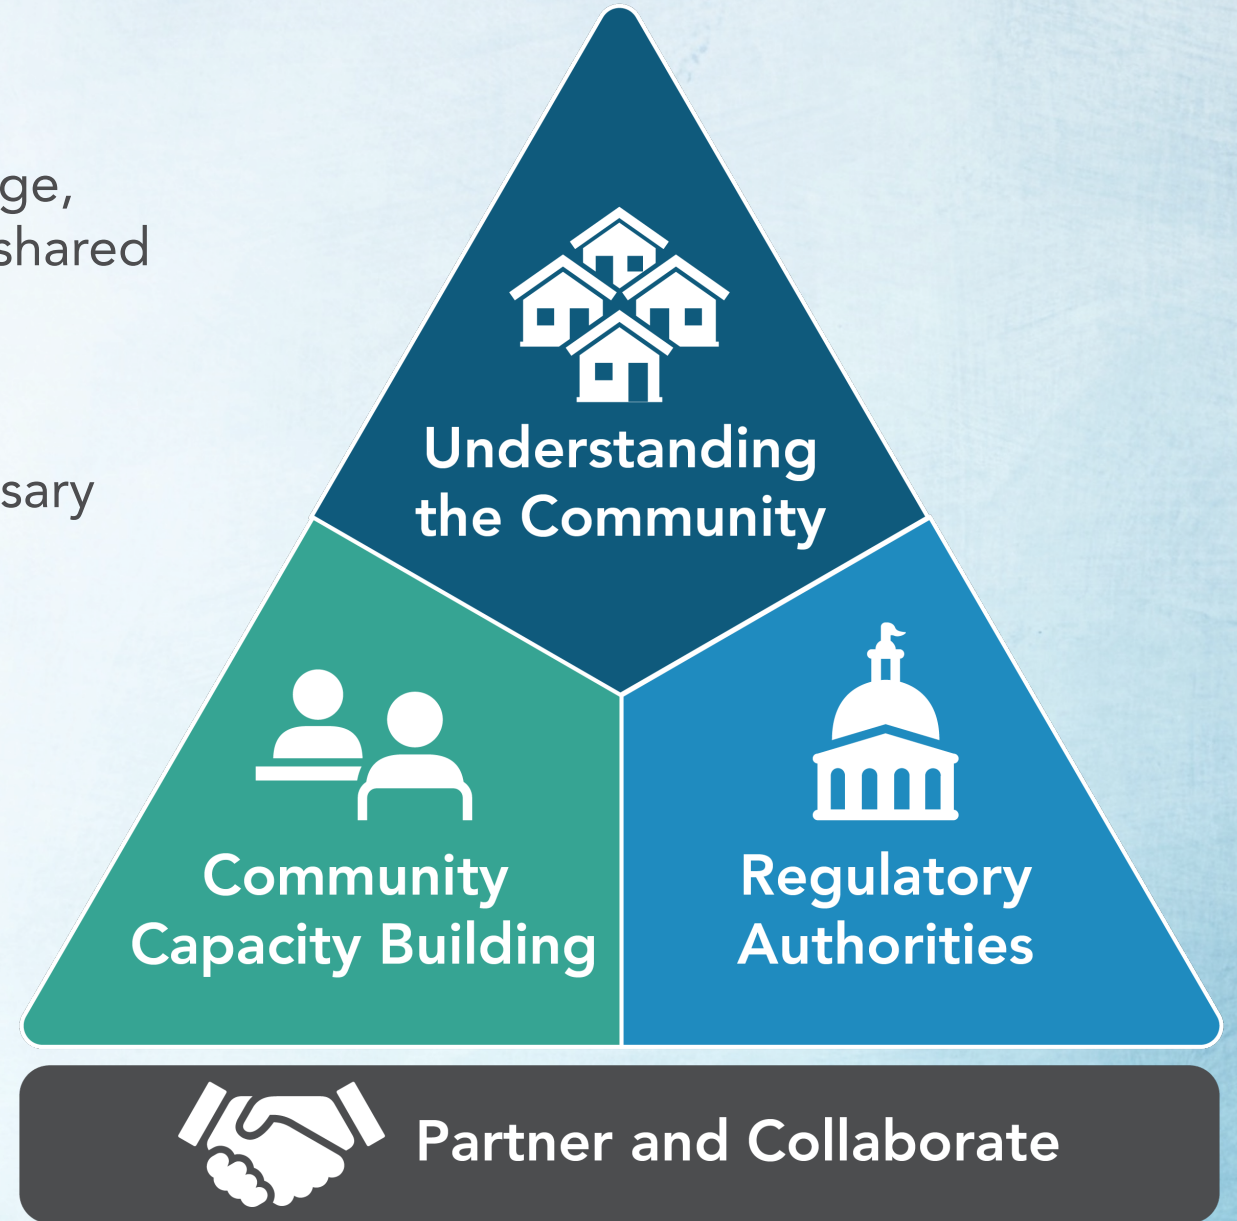 ge,
shared
sary
Understanding
the Community
Community
Capacity Building
Regulatory
Authorities
Partner and Collaborate